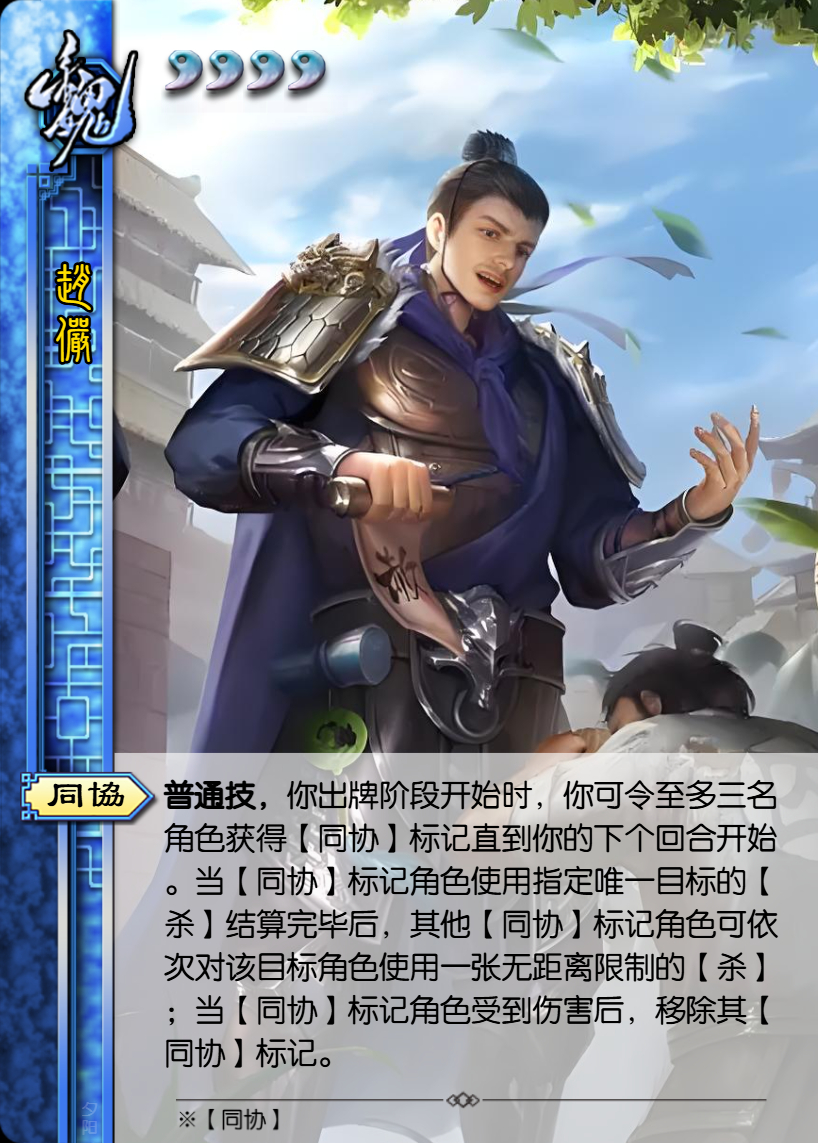 魏
趙儼
同協
普通技，你出牌阶段开始时，你可令至多三名
角色获得【同协】标记直到你的下个回合开始
。当【同协】标记角色使用指定唯一目标的【
杀】结算完毕后，其他【同协】标记角色可依
次对该目标角色使用一张无距离限制的【杀】
；当【同协】标记角色受到伤害后，移除其【
同协】标记。
※【同协】
夕阳